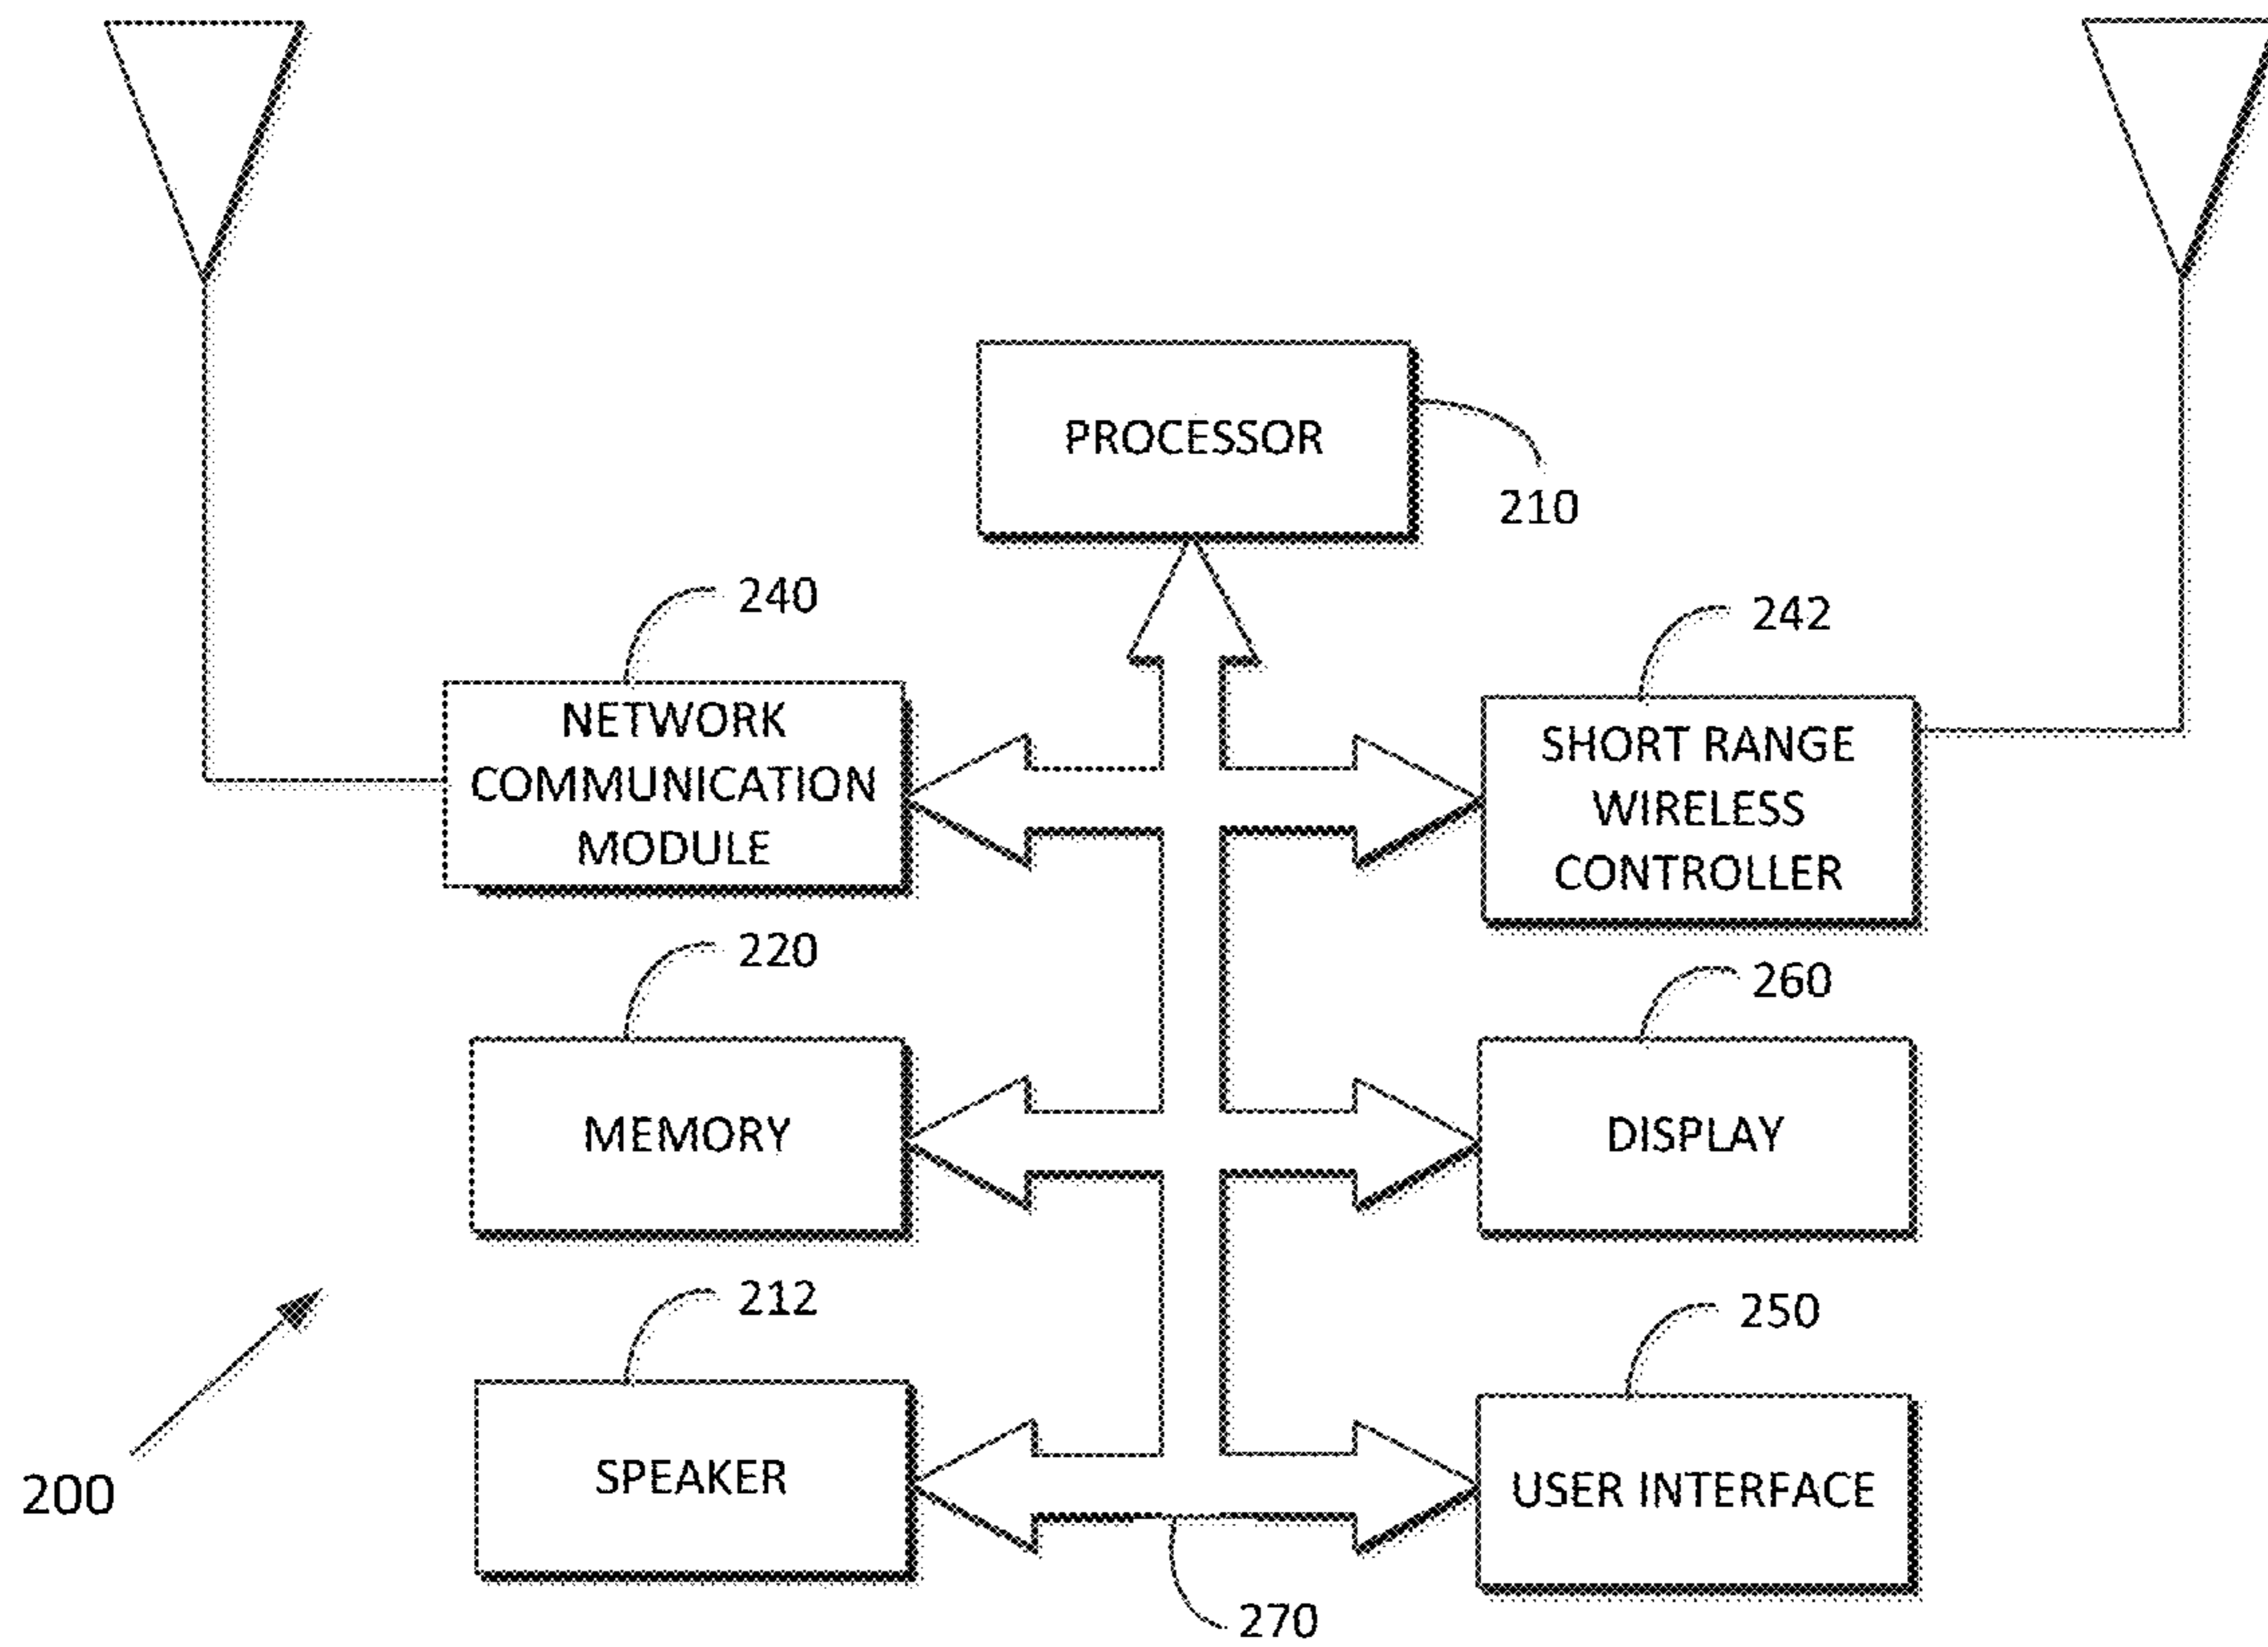 PROCESSOR
210
240
242
NETWORK
COMMUNICATION
MODULE
SHORT RANGE
WIRELESS
CONTROLLER
220
260
MEMORY
DISPLAY
212
250
SPEAKER
USER INTERFACE
200
270